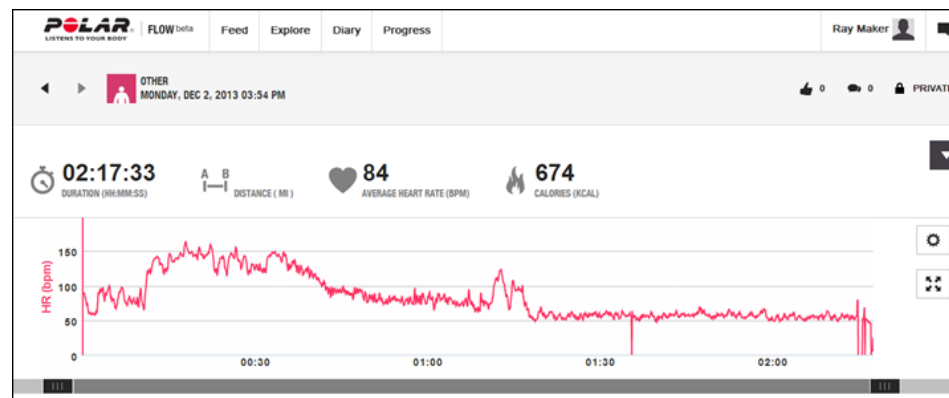 POLAR. FLOW beta Feed Explore Diary Progress Ray Maker
LISTENS TO YOUR BODY
OTHER
MONDAY, DEC 2, 2013 03:54 PM 0 0 PRIVATE
02:17:33 A B 84 674
DURATION (HH:MM:SS) DISTANCE ( MI ) AVERAGE HEART RATE (BPM) CALORIES (KCAL)
HR (bpm)
150
100
50
0
00:30 01:00 01:30 02:00